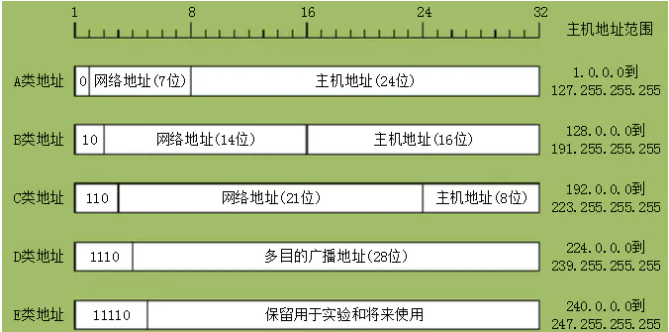 1 8 16 24 32 主机地址范围
A类地址 0 网络地址(7位) 主机地址(24位) 1.0.0.0到
127.255.255.255
B类地址 10 网络地址(14位) 主机地址(16位) 128.0.0.0到
191.255.255.255
C类地址 110 网络地址(21位) 主机地址(8位) 192.0.0.0到
223.255.255.255
D类地址 1110 多目的广播地址(28位) 224.0.0.0到
239.255.255.255
E类地址 11110 保留用于实验和将来使用 240.0.0.0到
247.255.255.255